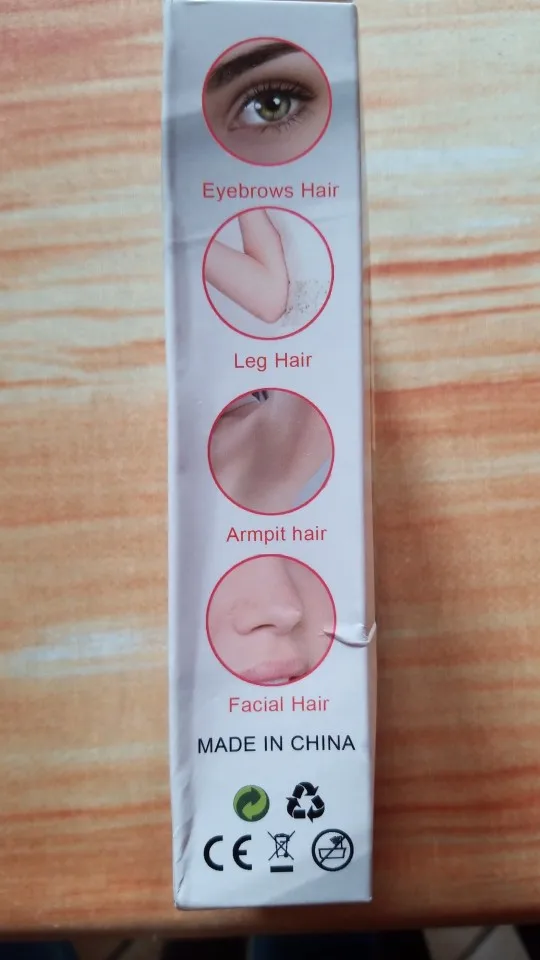 Eyebrows Hair
Leg Hair
Armpit hair
Facial Hair
MADE IN CHINA
CE